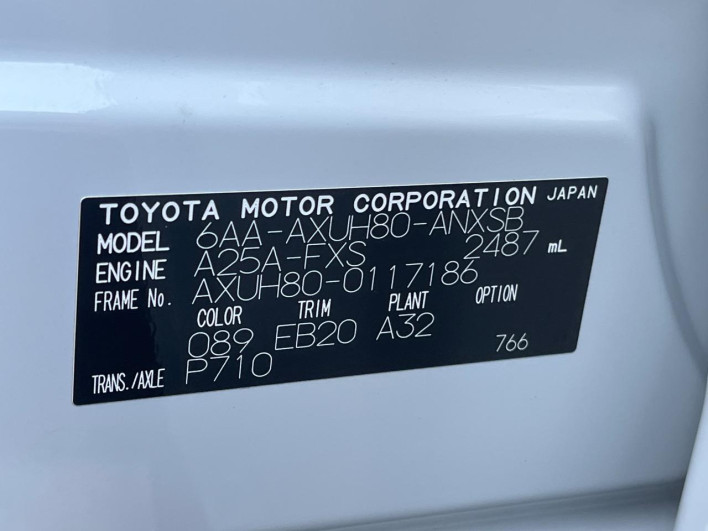 TOYOTA MOTOR CORPORATION JAPAN
MODEL 6AA-AXUH80-ANXSB
ENGINE A25A-FXS 2487 mL
FRAME No. AXUH80-0117186
COLOR TRIM PLANT OPTION
089 EB20 A32
TRANS./AXLE P710 766